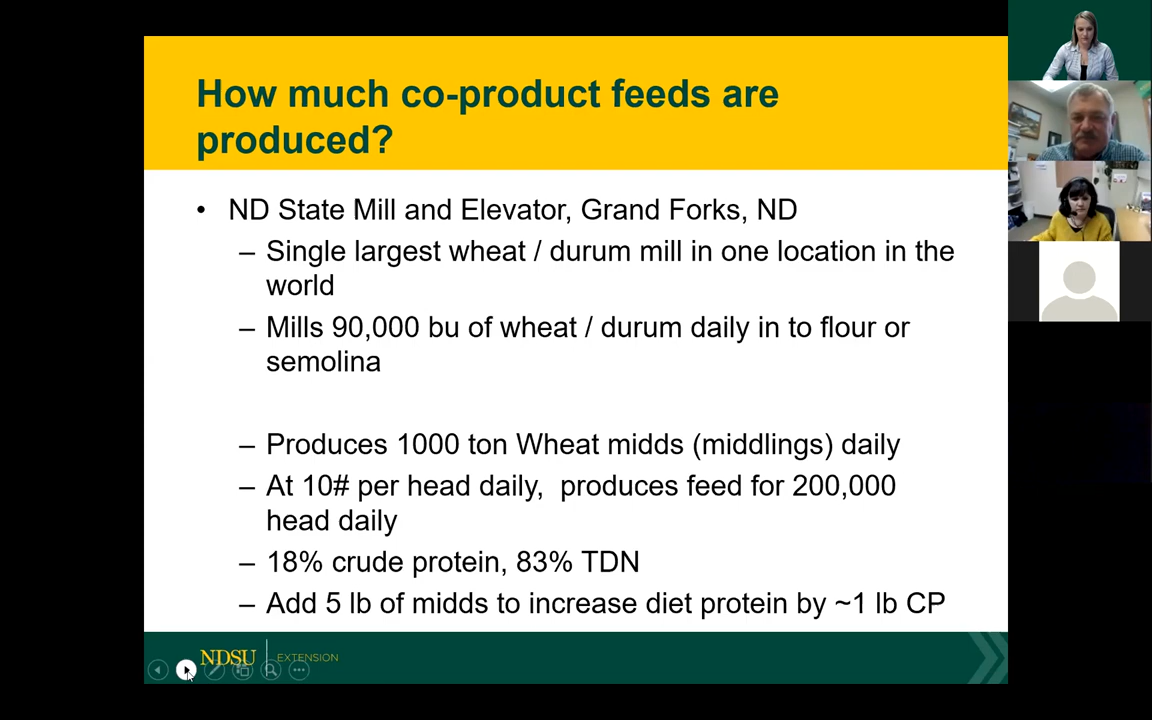 How much co-product feeds are
produced?
• ND State Mill and Elevator, Grand Forks, ND
– Single largest wheat / durum mill in one location in the
world
– Mills 90,000 bu of wheat / durum daily in to flour or
semolina
– Produces 1000 ton Wheat midds (middlings) daily
– At 10# per head daily,  produces feed for 200,000
head daily
– 18% crude protein, 83% TDN
– Add 5 lb of midds to increase diet protein by ~1 lb CP
NDSU EXTENSION